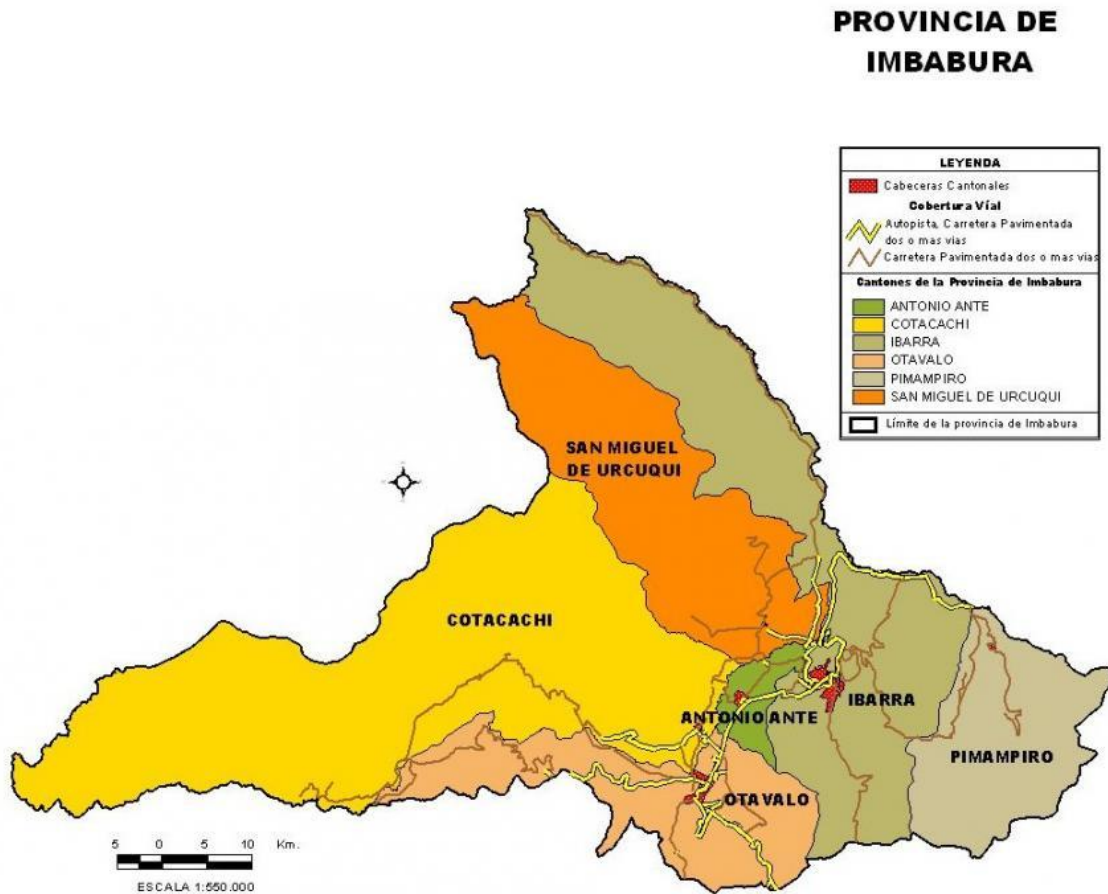 PROVINCIA DE
IMBABURA
LEYENDA
Cabeceras Cantonales
Cobertura Víal
Autopista, Carretera Pavimentada
dos o mas vias
Carretera Pavimentada dos o mas vias
Cantones de la Provincia de Imbabura
ANTONIO ANTE
COTACACHI
IBARRA
OTAVALO
PIMAMPIRO
SAN MIGUEL DE URCUQUI
Límite de la provincia de Imbabura
SAN MIGUEL
DE URCUQUI
COTACACHI
IBARRA
ANTONIO ANTE
PIMAMPIRO
OTAVALO
5 0 5 10 Km.
ESCALA 1:550.000